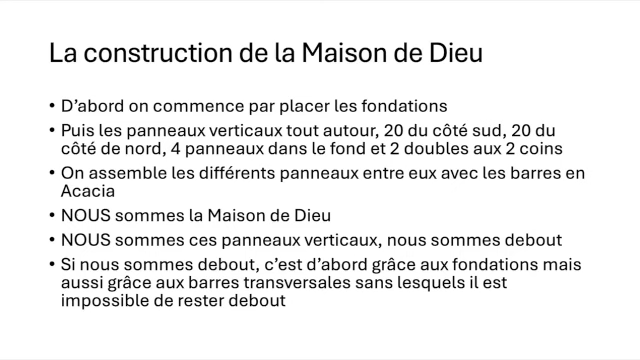 La construction de la Maison de Dieu
• D’abord on commence par placer les fondations
• Puis les panneaux verticaux tout autour, 20 du côté sud, 20 du
côté de nord, 4 panneaux dans le fond et 2 doubles aux 2 coins
• On assemble les différents panneaux entre eux avec les barres en
Acacia
• NOUS sommes la Maison de Dieu
• NOUS sommes ces panneaux verticaux, nous sommes debout
• Si nous sommes debout, c’est d’abord grâce aux fondations mais
aussi grâce aux barres transversales sans lesquels il est
impossible de rester debout